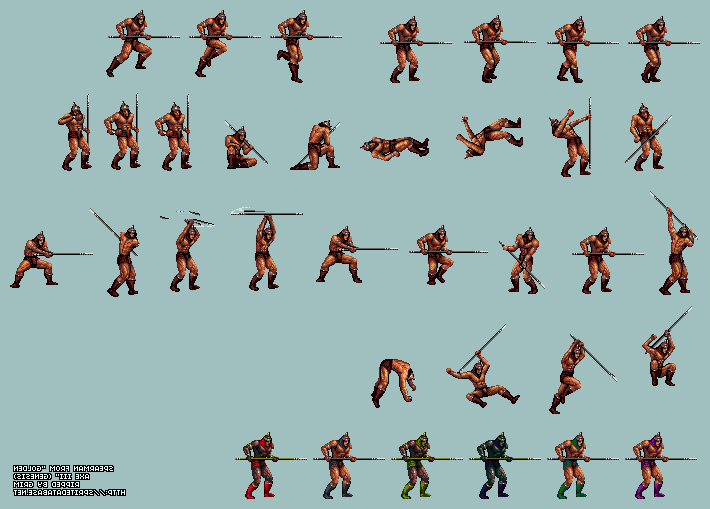 SPEARMAN FROM "GOLDEN
AXE III" (GENESIS)
RIPPED BY GRIM
HTTP://SPRITEDATABASE.NET